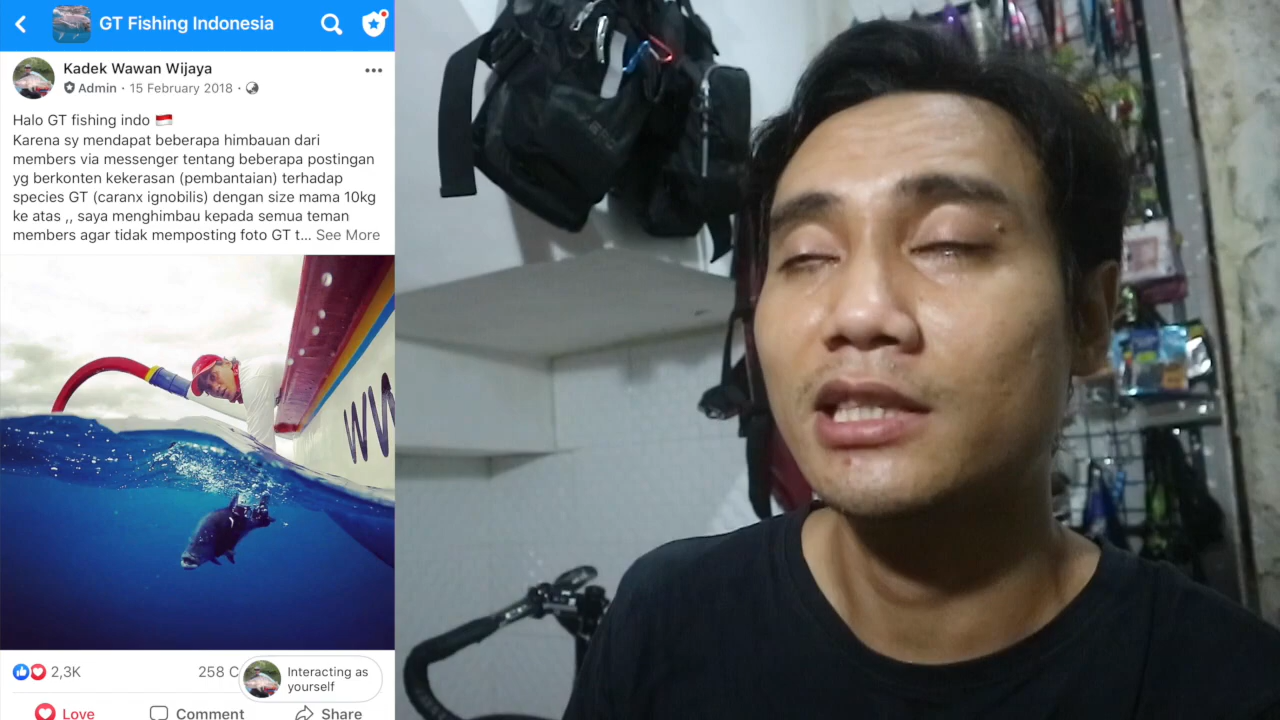 GT Fishing Indonesia
Kadek Wawan Wijaya
Admin · 15 February 2018 ·
Halo GT fishing indo 🇮🇩
Karena sy mendapat beberapa himbauan dari
members via messenger tentang beberapa postingan
yg berkonten kekerasan (pembantaian) terhadap
species GT (caranx ignobilis) dengan size mama 10kg
ke atas ,, saya menghimbau kepada semua teman
members agar tidak memposting foto GT t... See More
WW
2,3K
258 C
Interacting as
yourself
Love
Comment
Share